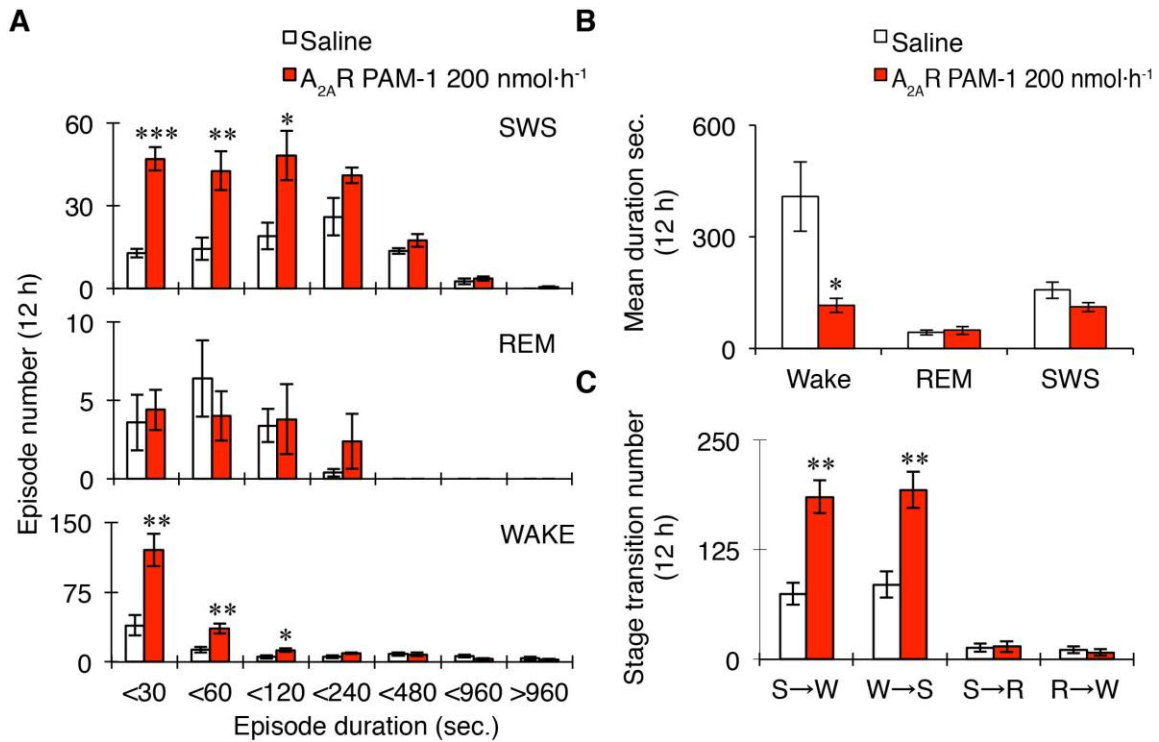 A
Saline
A2AR PAM-1 200 nmol·h-1
Episode number (12 h)
60
30
0
SWS
*** ** *
10
5
0
REM
150
75
0
WAKE
** ** *
<30 <60 <120 <240 <480 <960 >960
Episode duration (sec.)
B
Saline
A2AR PAM-1 200 nmol·h-1
Mean duration sec.
(12 h)
600
300
0
*
Wake REM SWS
C
Stage transition number
(12 h)
250
125
0
** **
S→W W→S S→R R→W